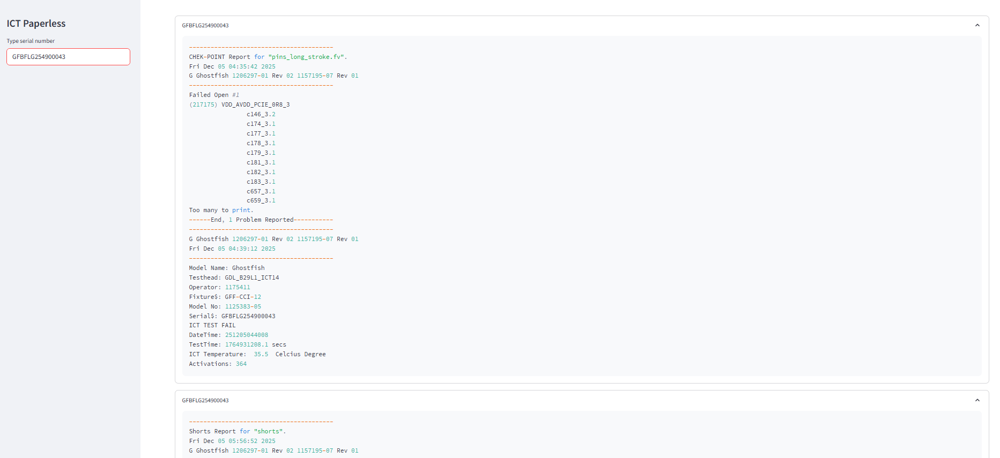 ICT Paperless
Type serial number
GFBFLG254900043
GFBFLG254900043
----------------------------------------
CHEK-POINT Report for "pins_long_stroke.fv".
Fri Dec 05 04:35:42 2025
G Ghostfish 1206297-01 Rev 02 1157195-07 Rev 01
----------------------------------------
Failed Open #1
(217175) VDD_AVDD_PCIE_0R8_3
c146_3.2
c174_3.1
c177_3.1
c178_3.1
c179_3.1
c181_3.1
c182_3.1
c183_3.1
c657_3.1
c659_3.1
Too many to print.
------End, 1 Problem Reported-----------
----------------------------------------
G Ghostfish 1206297-01 Rev 02 1157195-07 Rev 01
Fri Dec 05 04:39:12 2025
----------------------------------------
Model Name: Ghostfish
Testhead: GDL_B29L1_ICT14
Operator: 1175411
Fixture$: GFF-CCI-12
Model No: 1125383-05
Serial$: GFBFLG254900043
ICT TEST FAIL
DateTime: 251205044008
TestTime: 1764931208.1 secs
ICT Temperature:  35.5  Celcius Degree
Activations: 364
GFBFLG254900043
----------------------------------------
Shorts Report for "shorts".
Fri Dec 05 05:56:52 2025
G Ghostfish 1206297-01 Rev 02 1157195-07 Rev 01